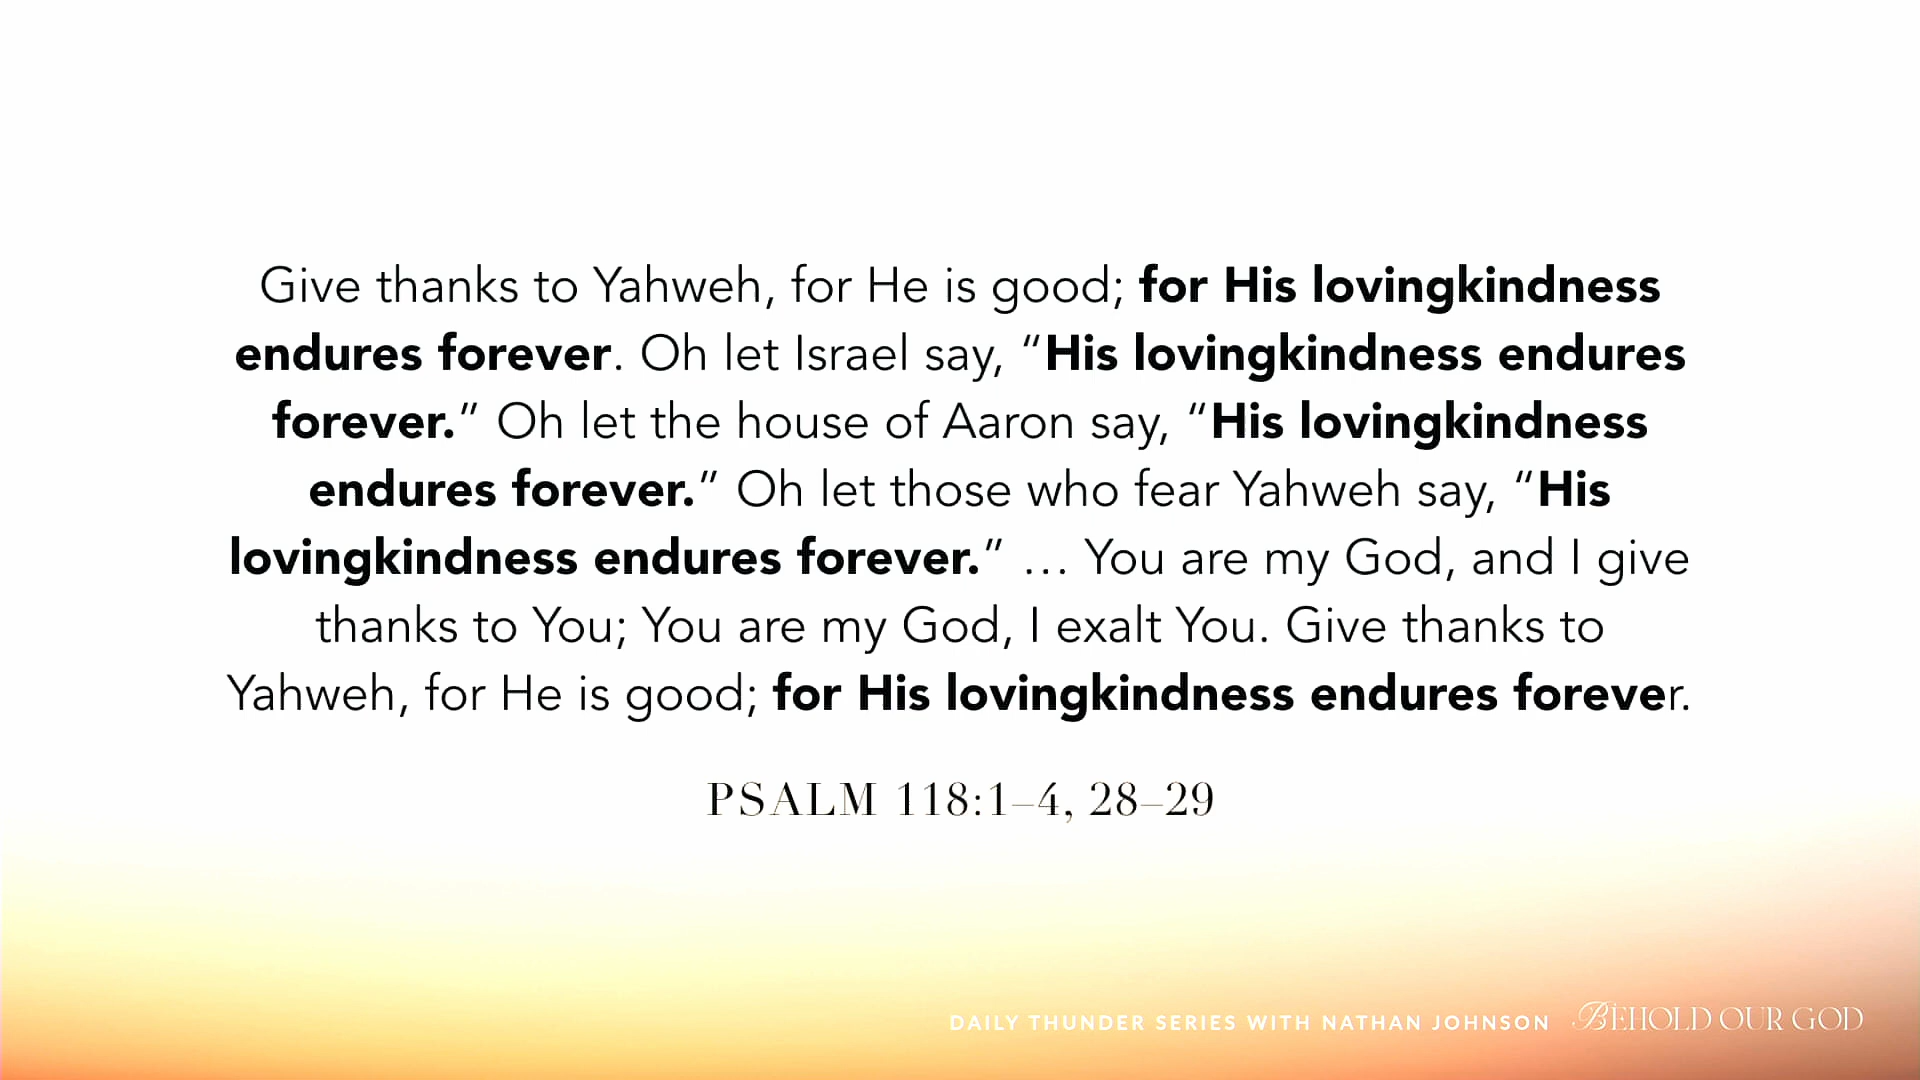 Give thanks to Yahweh, for He is good; for His lovingkindness
endures forever. Oh let Israel say, “His lovingkindness endures
forever.” Oh let the house of Aaron say, “His lovingkindness
endures forever.” Oh let those who fear Yahweh say, “His
lovingkindness endures forever.” … You are my God, and I give
thanks to You; You are my God, I exalt You. Give thanks to
Yahweh, for He is good; for His lovingkindness endures forever.
PSALM 118:1–4, 28–29
DAILY THUNDER SERIES WITH NATHAN JOHNSON BEHOLD OUR GOD